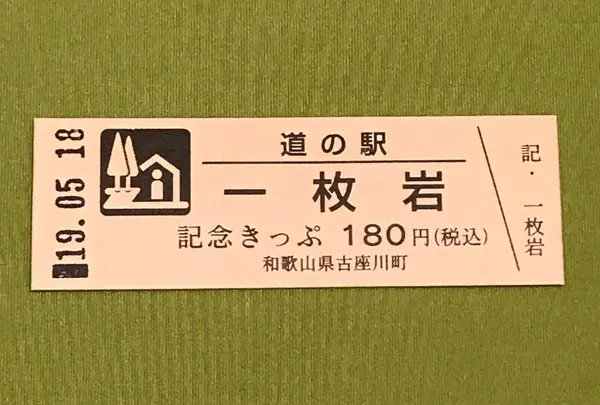 19.05 18
道の駅
一枚岩
記念きっぷ 180円(税込)
和歌山県古座川町
記・一枚岩